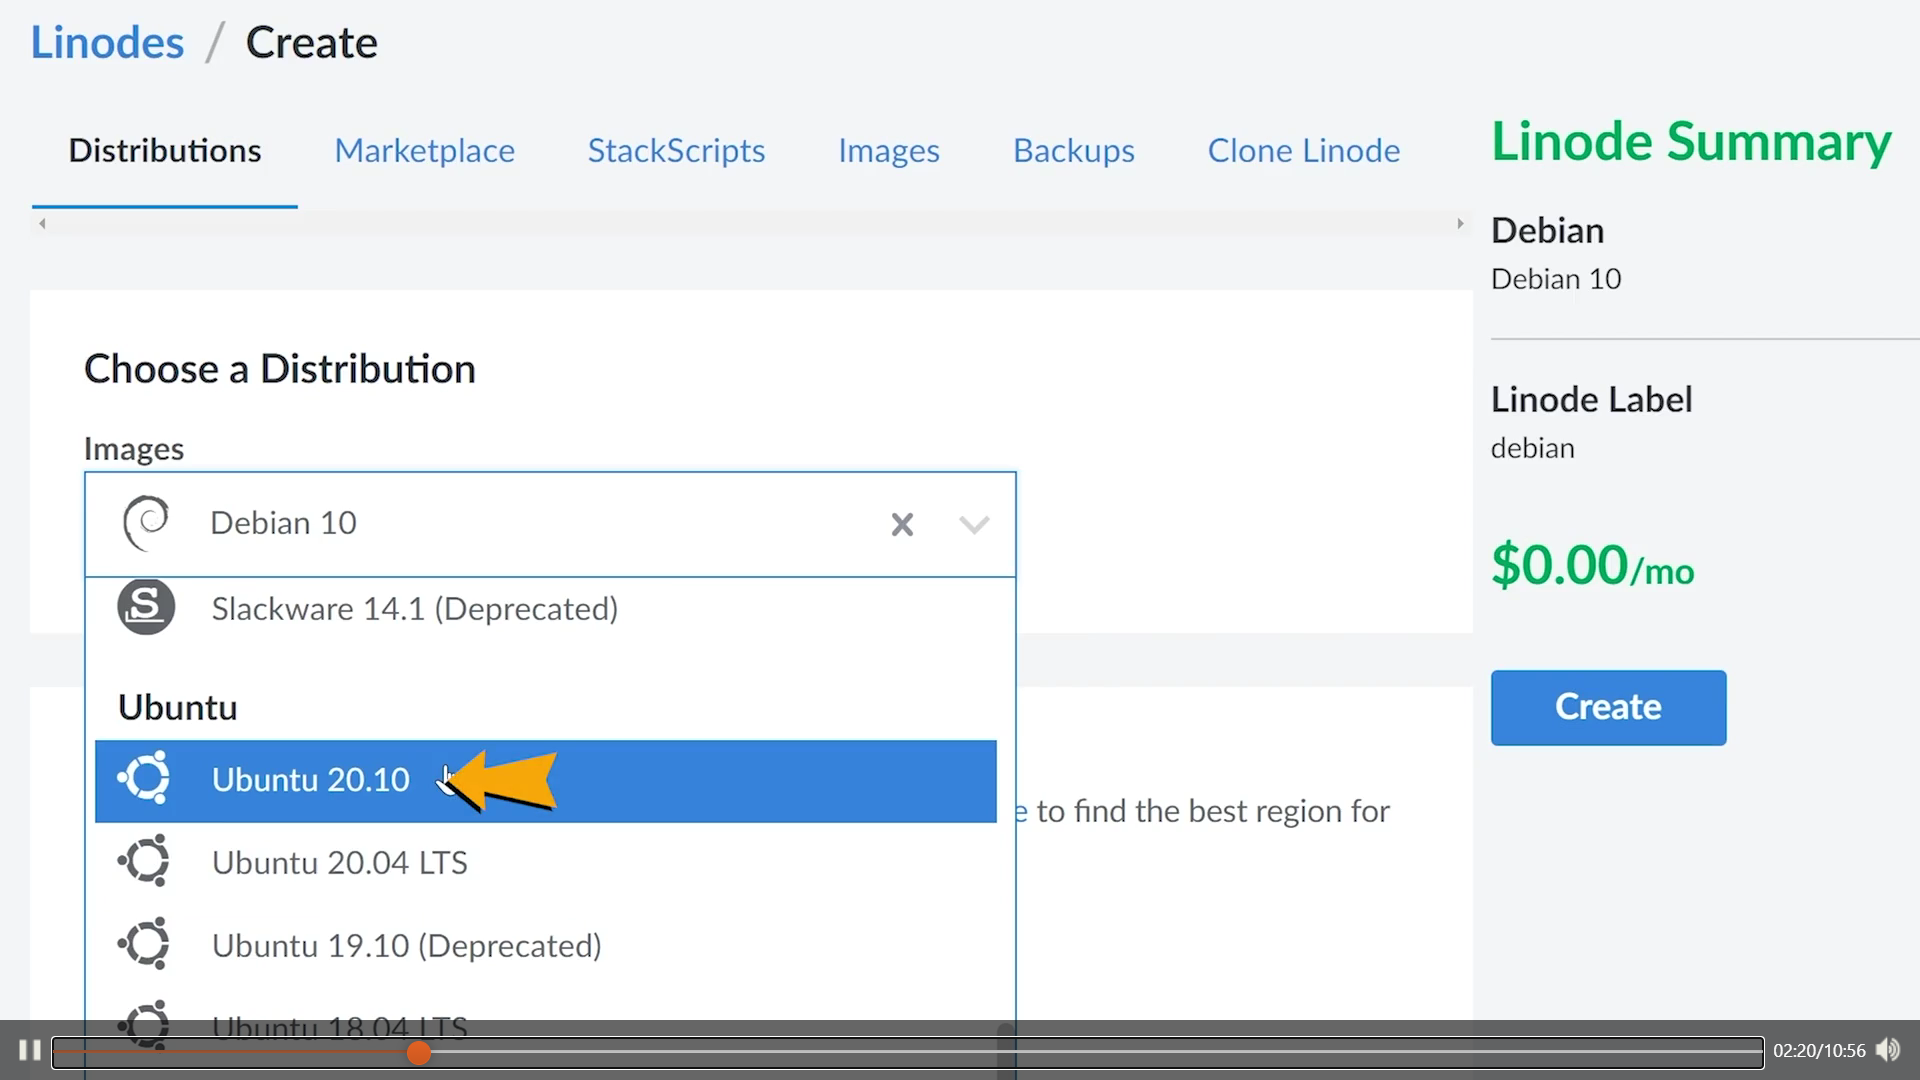 Linodes / Create
Distributions Marketplace StackScripts Images Backups Clone Linode
Linode Summary
Debian
Debian 10
Linode Label
debian
$0.00/mo
Create
Choose a Distribution
Images
Debian 10
Slackware 14.1 (Deprecated)
Ubuntu
Ubuntu 20.10
Ubuntu 20.04 LTS
e to find the best region for
Ubuntu 19.10 (Deprecated)
Ubuntu 18.04 LTS
02:20/10:56